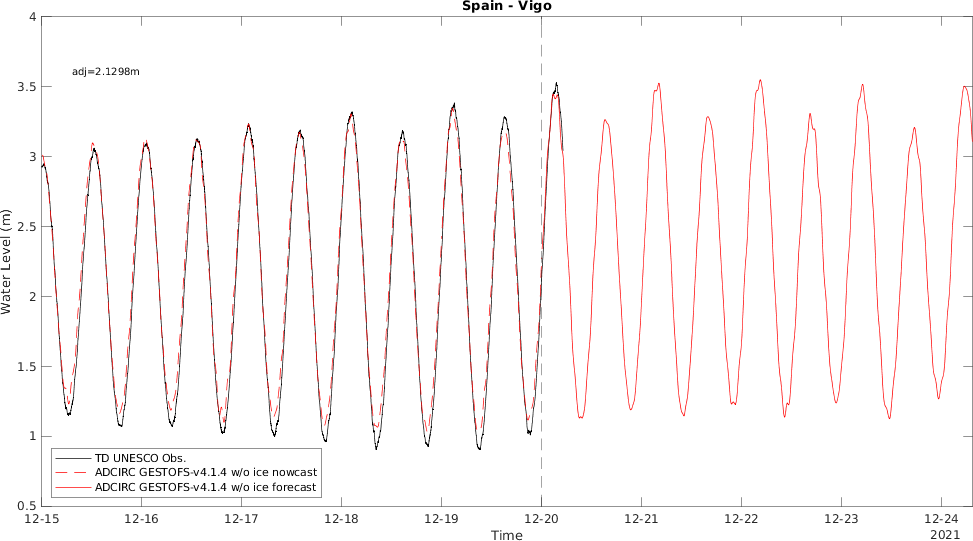 Spain - Vigo
adj=2.1298m
4
3.5
3
2.5
2
1.5
1
0.5
Water Level (m)
TD UNESCO Obs.
ADCIRC GESTOFS-v4.1.4 w/o ice nowcast
ADCIRC GESTOFS-v4.1.4 w/o ice forecast
12-15 12-16 12-17 12-18 12-19 12-20 12-21 12-22 12-23 12-24
Time 2021